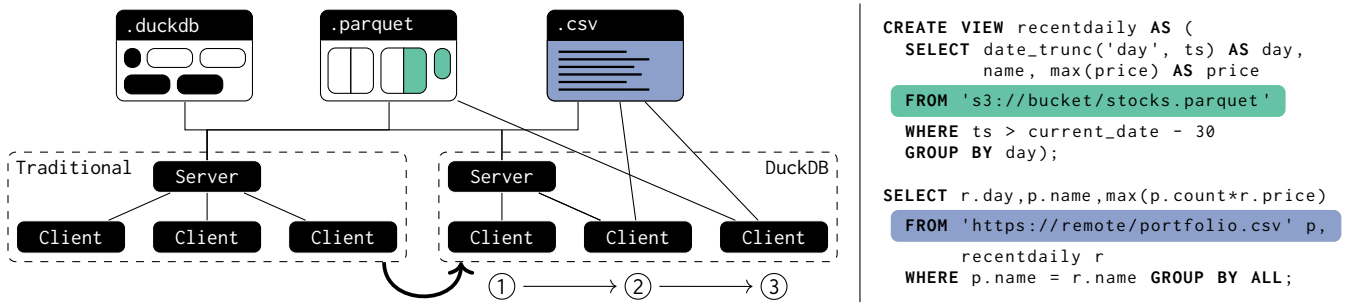 .duckdb
.parquet
.csv
Traditional
Server
Client Client Client
DuckDB
Server
Client Client Client
1 2 3
CREATE VIEW recentdaily AS (
SELECT date_trunc('day', ts) AS day,
name, max(price) AS price
FROM 's3://bucket/stocks.parquet'
WHERE ts > current_date - 30
GROUP BY day);
SELECT r.day,p.name,max(p.count*r.price)
FROM 'https://remote/portfolio.csv' p,
recentdaily r
WHERE p.name = r.name GROUP BY ALL;